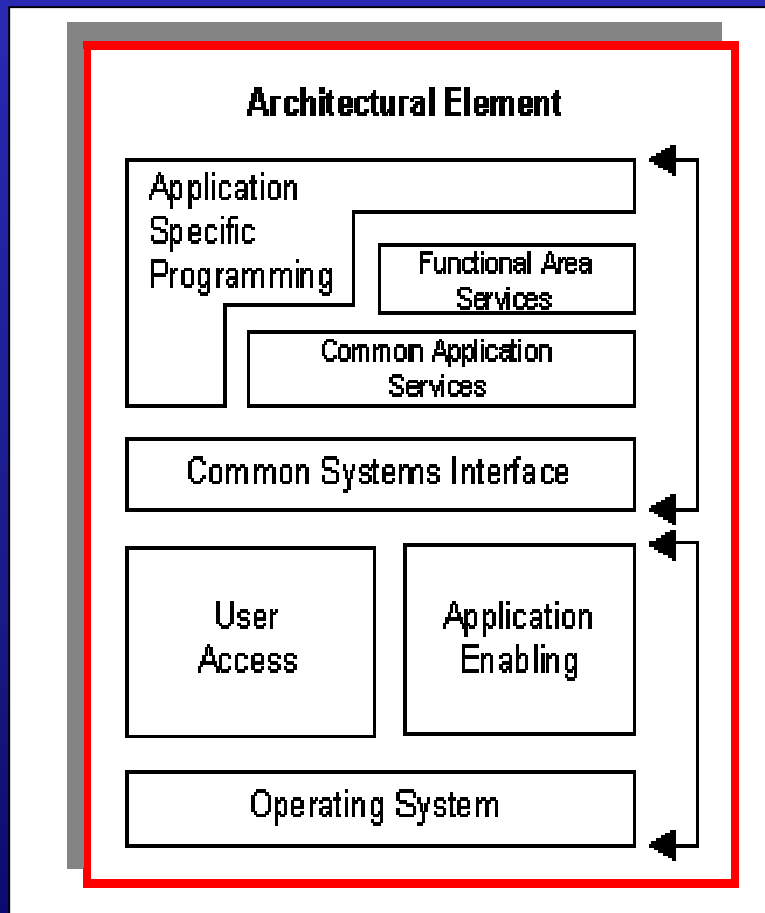 Architectural Element
Application
Specific
Programming
Functional Area
Services
Common Application
Services
Common Systems Interface
User
Access
Application
Enabling
Operating System